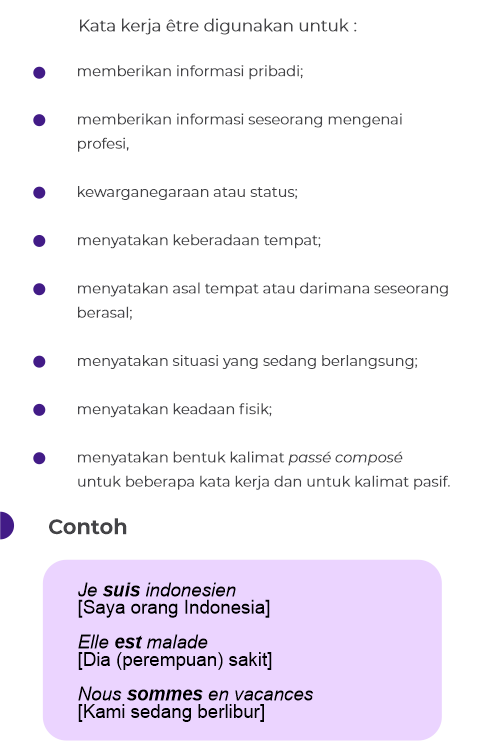 Kata kerja être digunakan untuk :
memberikan informasi pribadi;
memberikan informasi seseorang mengenai
profesi,
kewarganegaraan atau status;
menyatakan keberadaan tempat;
menyatakan asal tempat atau darimana seseorang
berasal;
menyatakan situasi yang sedang berlangsung;
menyatakan keadaan fisik;
menyatakan bentuk kalimat passé composé
untuk beberapa kata kerja dan untuk kalimat pasif.
Contoh
Je suis indonesien
[Saya orang Indonesia]
Elle est malade
[Dia (perempuan) sakit]
Nous sommes en vacances
[Kami sedang berlibur]